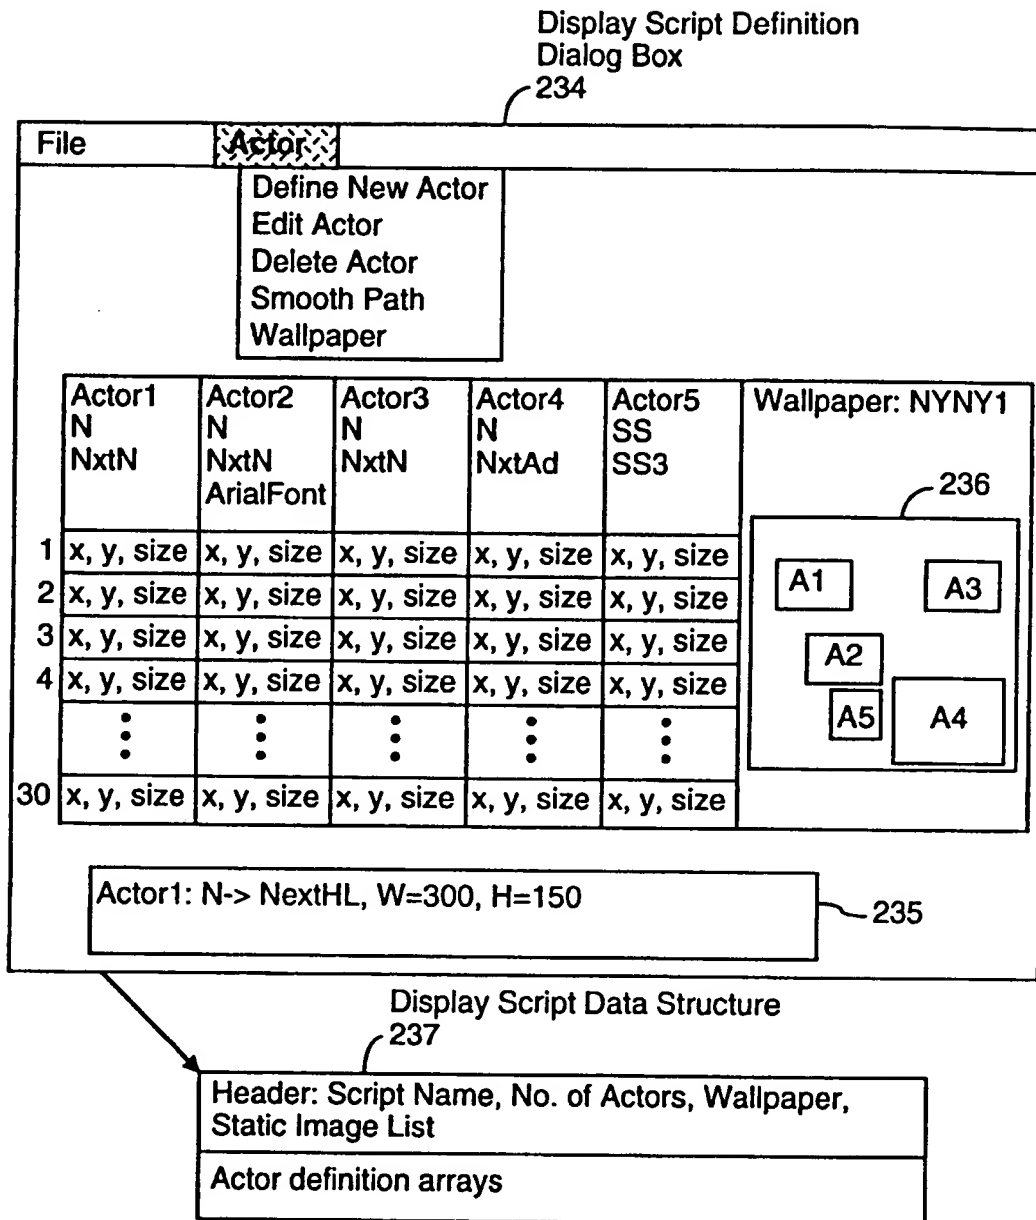 Display Script Definition
Dialog Box
234
File Actor
Define New Actor
Edit Actor
Delete Actor
Smooth Path
Wallpaper
Actor1 Actor2 Actor3 Actor4 Actor5 Wallpaper: NYNY1
N N N N SS
NxtN NxtN NxtN NxtAd SS3
ArialFont
236
1 x, y, size x, y, size x, y, size x, y, size x, y, size
2 x, y, size x, y, size x, y, size x, y, size x, y, size
3 x, y, size x, y, size x, y, size x, y, size x, y, size
4 x, y, size x, y, size x, y, size x, y, size x, y, size
30 x, y, size x, y, size x, y, size x, y, size x, y, size
A1 A3
A2
A5 A4
Actor1: N-> NextHL, W=300, H=150
235
Display Script Data Structure
237
Header: Script Name, No. of Actors, Wallpaper,
Static Image List
Actor definition arrays